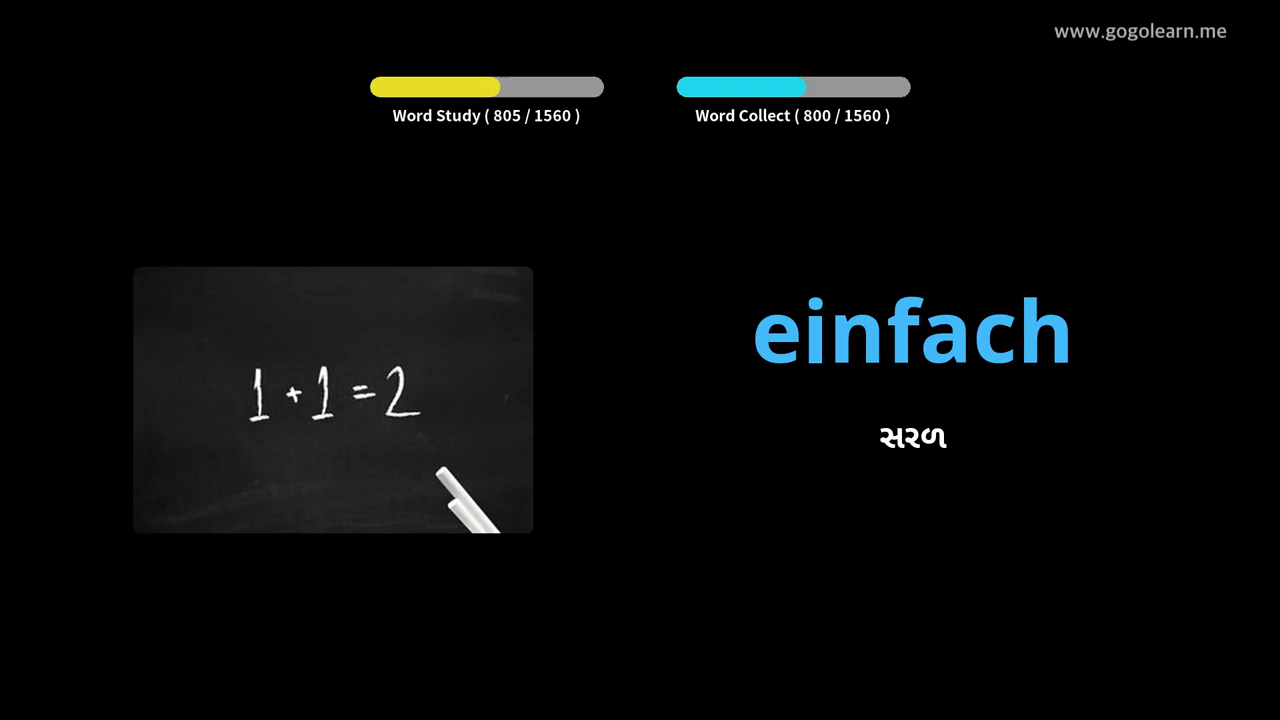 www.gogolearn.me
Word Study ( 805 / 1560 )
Word Collect ( 800 / 1560 )
1 + 1 = 2
einfach
સરળ